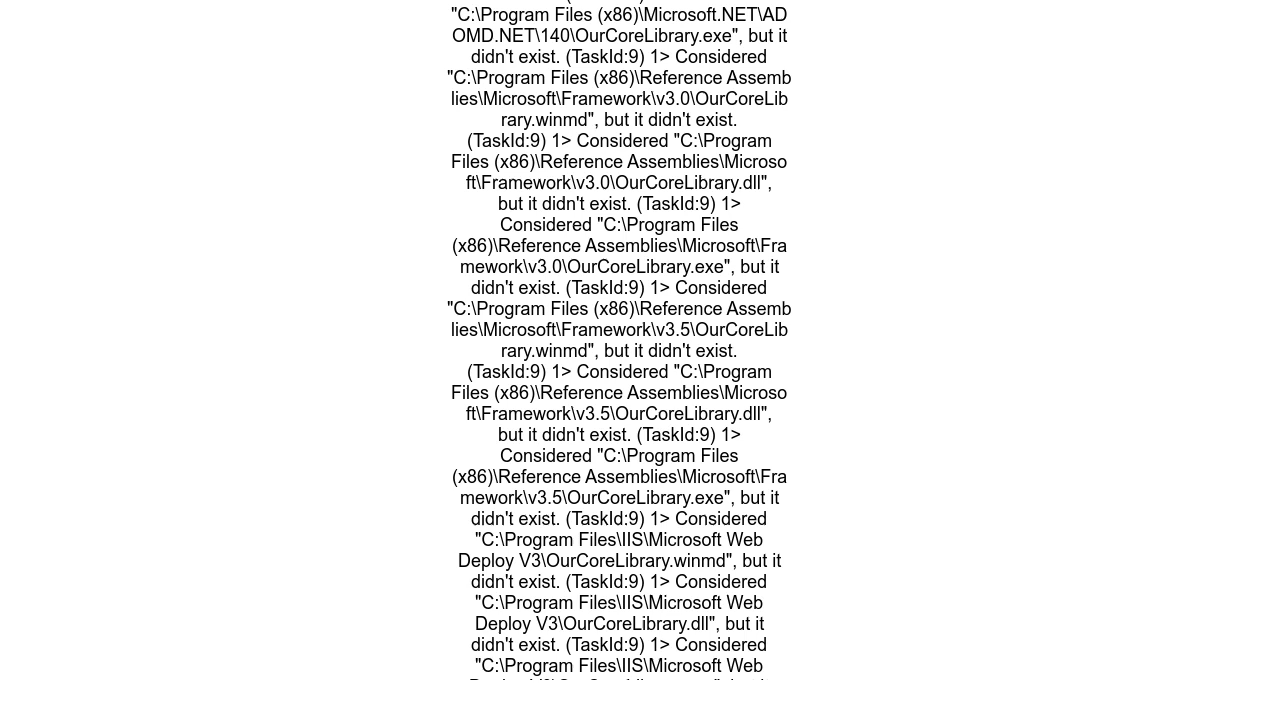 "C:\Program Files (x86)\Microsoft.NET\AD
OMD.NET\140\OurCoreLibrary.exe", but it
didn't exist. (TaskId:9) 1> Considered
"C:\Program Files (x86)\Reference Assemb
lies\Microsoft\Framework\v3.0\OurCoreLib
rary.winmd", but it didn't exist.
(TaskId:9) 1> Considered "C:\Program
Files (x86)\Reference Assemblies\Microso
ft\Framework\v3.0\OurCoreLibrary.dll",
but it didn't exist. (TaskId:9) 1>
Considered "C:\Program Files
(x86)\Reference Assemblies\Microsoft\Fra
mework\v3.0\OurCoreLibrary.exe", but it
didn't exist. (TaskId:9) 1> Considered
"C:\Program Files (x86)\Reference Assemb
lies\Microsoft\Framework\v3.5\OurCoreLib
rary.winmd", but it didn't exist.
(TaskId:9) 1> Considered "C:\Program
Files (x86)\Reference Assemblies\Microso
ft\Framework\v3.5\OurCoreLibrary.dll",
but it didn't exist. (TaskId:9) 1>
Considered "C:\Program Files
(x86)\Reference Assemblies\Microsoft\Fra
mework\v3.5\OurCoreLibrary.exe", but it
didn't exist. (TaskId:9) 1> Considered
"C:\Program Files\IIS\Microsoft Web
Deploy V3\OurCoreLibrary.winmd", but it
didn't exist. (TaskId:9) 1> Considered
"C:\Program Files\IIS\Microsoft Web
Deploy V3\OurCoreLibrary.dll", but it
didn't exist. (TaskId:9) 1> Considered
"C:\Program Files\IIS\Microsoft Web